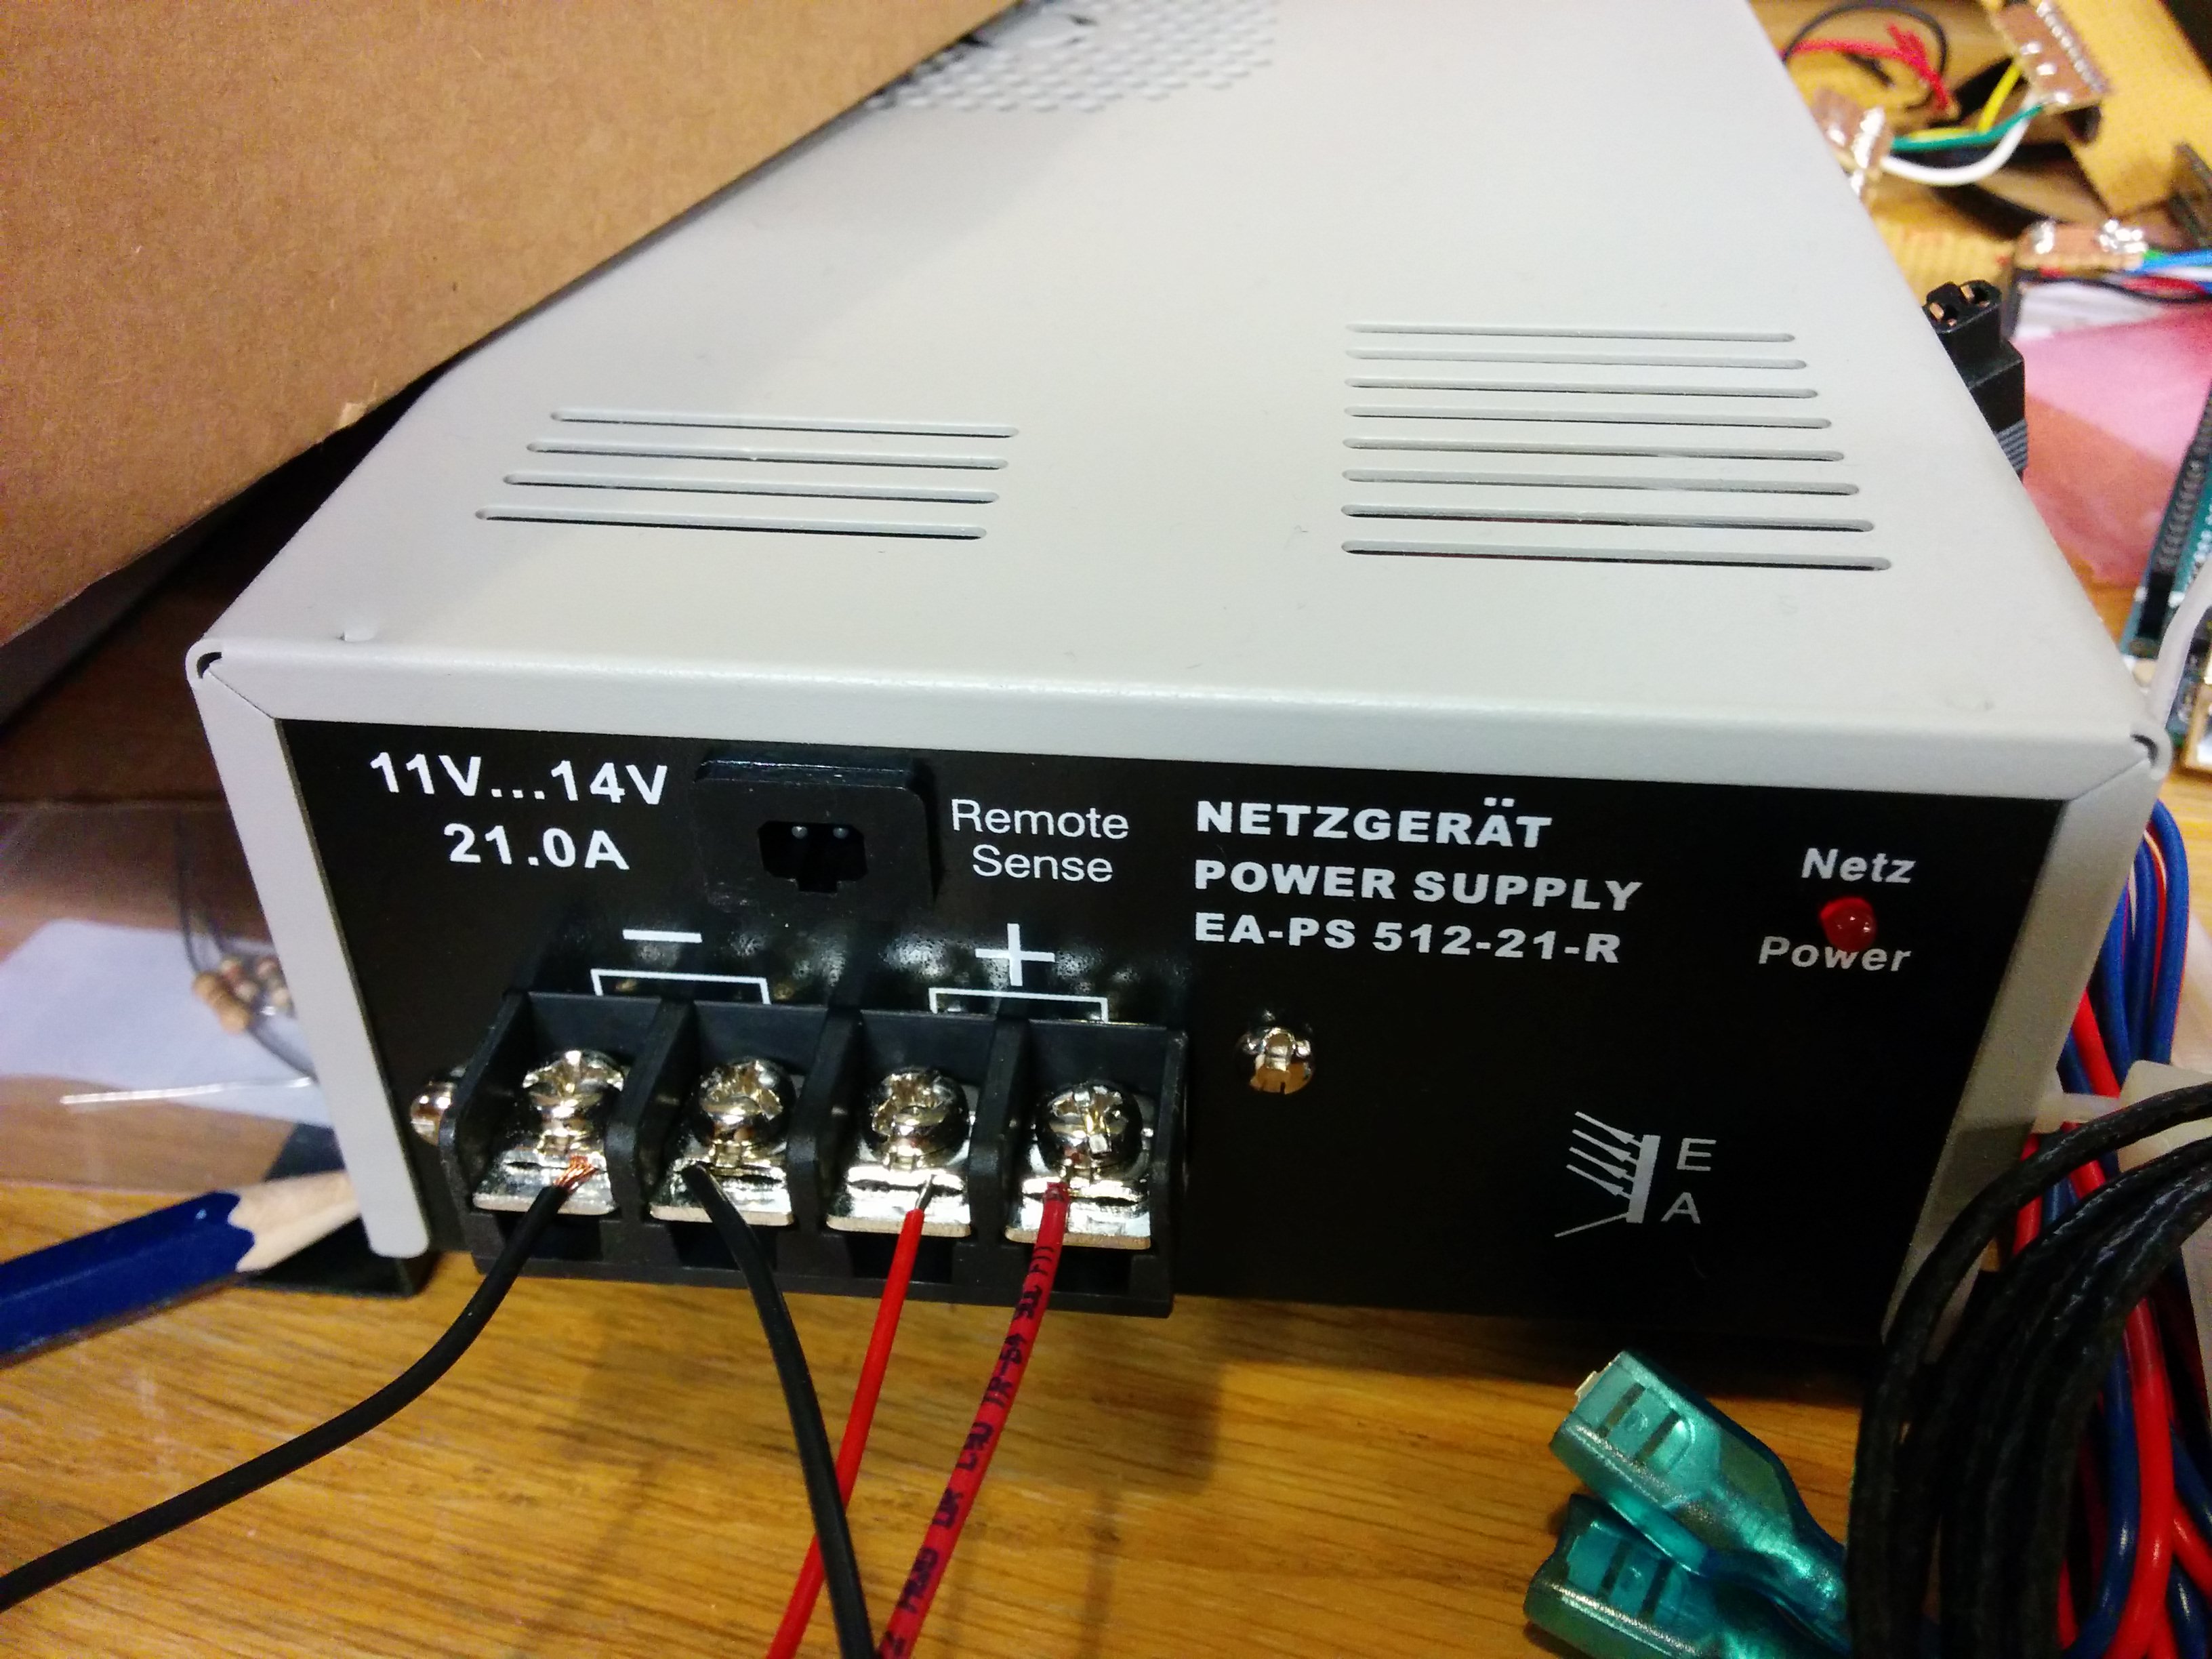 11V...14V
21.0A
Remote
Sense
NETZGERÄT
POWER SUPPLY
EA-PS 512-21-R
Netz
Power
–
+
E
A